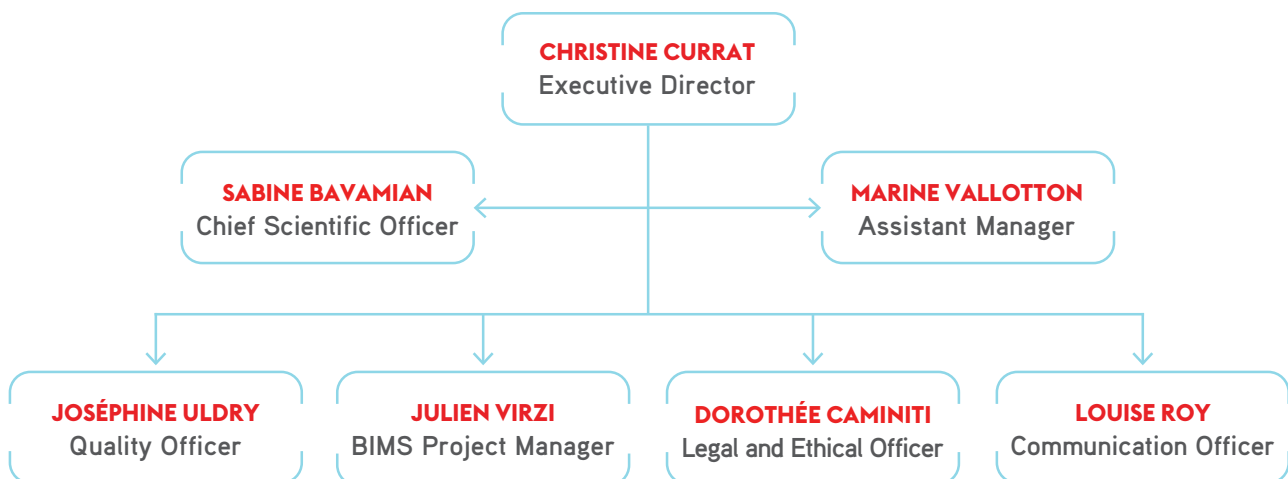 CHRISTINE CURRAT
Executive Director
SABINE BAVAMIAN
Chief Scientific Officer
MARINE VALLOTTON
Assistant Manager
JOSÉPHINE ULDRY
Quality Officer
JULIEN VIRZI
BIMS Project Manager
DOROTHÉE CAMINITI
Legal and Ethical Officer
LOUISE ROY
Communication Officer